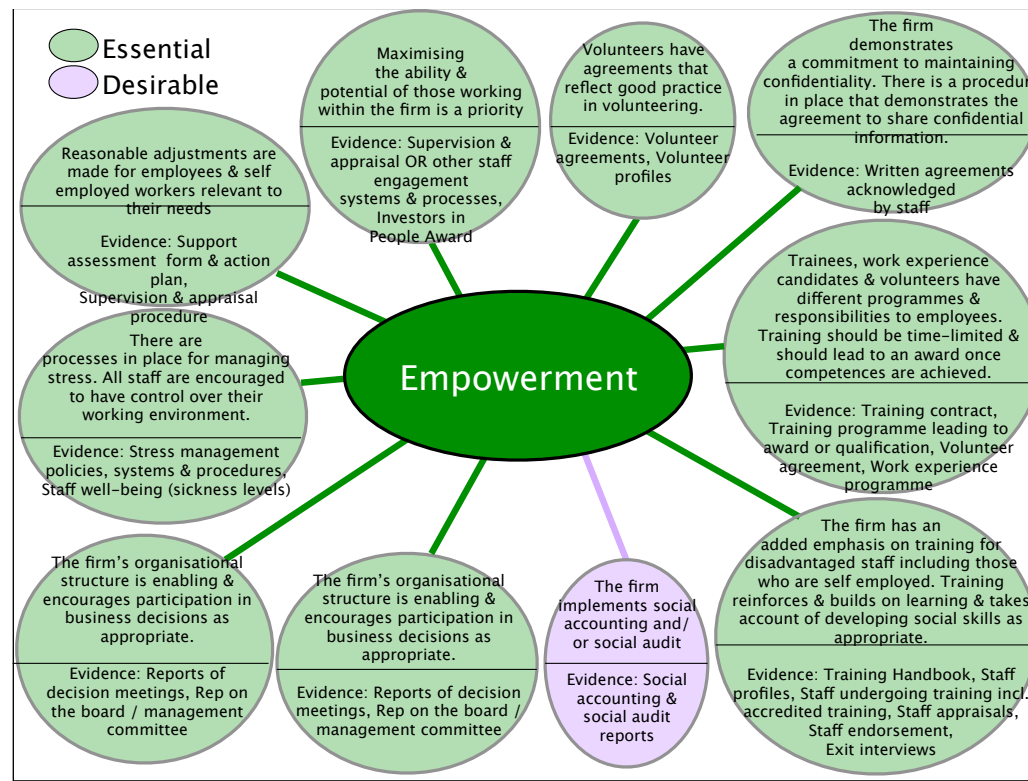 Essential
Desirable
Maximising
the ability &
potential of those working
within the firm is a priority
Evidence: Supervision &
appraisal OR other staff
engagement
systems & processes,
Investors in
People Award
Volunteers have
agreements that
reflect good practice
in volunteering.
Evidence: Volunteer
agreements, Volunteer
profiles
The firm
demonstrates
a commitment to maintaining
confidentiality. There is a procedure
in place that demonstrates the
agreement to share confidential
information.
Evidence: Written agreements
acknowledged
by staff
Reasonable adjustments are
made for employees & self
employed workers relevant to
their needs
Evidence: Support
assessment form & action
plan,
Supervision & appraisal
procedure
Trainees, work experience
candidates & volunteers have
different programmes &
responsibilities to employees.
Training should be time-limited &
should lead to an award once
competences are achieved.
Evidence: Training contract,
Training programme leading to
award or qualification, Volunteer
agreement, Work experience
programme
There are
processes in place for managing
stress. All staff are encouraged
to have control over their
working environment.
Evidence: Stress management
policies, systems & procedures,
Staff well-being (sickness levels)
Empowerment
The firm's organisational
structure is enabling &
encourages participation in
business decisions as
appropriate.
Evidence: Reports of
decision meetings, Rep on
the board / management
committee
The firm's organisational
structure is enabling &
encourages participation in
business decisions as
appropriate.
Evidence: Reports of decision
meetings, Rep on the board /
management committee
The firm
implements social
accounting and/
or social audit
Evidence: Social
accounting &
social audit
reports
The firm has an
added emphasis on training for
disadvantaged staff including those
who are self employed. Training
reinforces & builds on learning & takes
account of developing social skills as
appropriate.
Evidence: Training Handbook, Staff
profiles, Staff undergoing training incl.
accredited training, Staff appraisals,
Staff endorsement,
Exit interviews